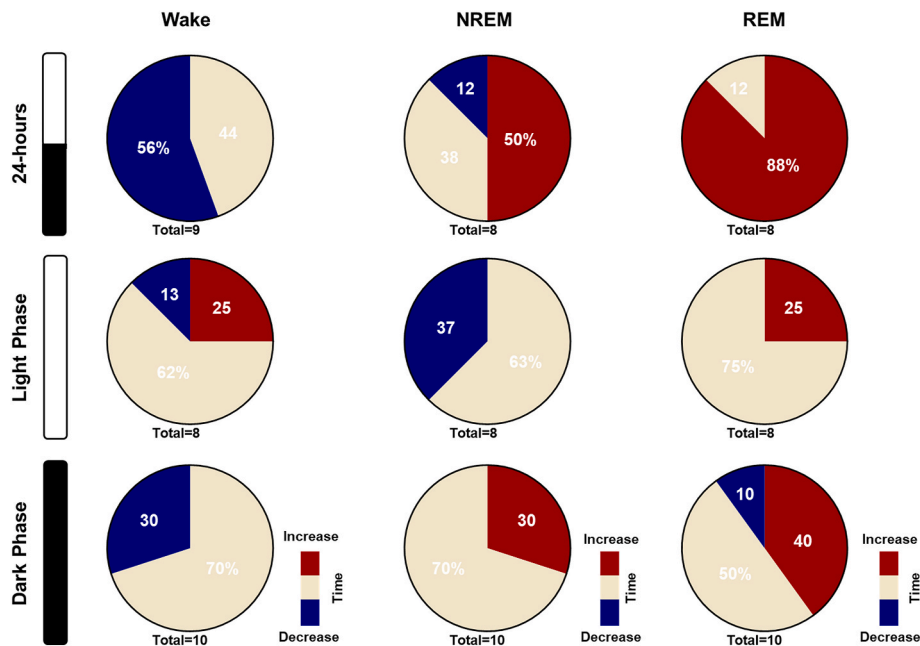 Wake
NREM
REM
24-hours
56%
44
Total=9
12
50%
38
Total=8
12
88%
Total=8
Light Phase
13
25
62%
Total=8
37
63%
Total=8
25
75%
Total=8
Dark Phase
30
70%
Total=10
Increase
Time
Decrease
30
70%
Total=10
Increase
Time
Decrease
10
40
50%
Total=10
Increase
Time
Decrease